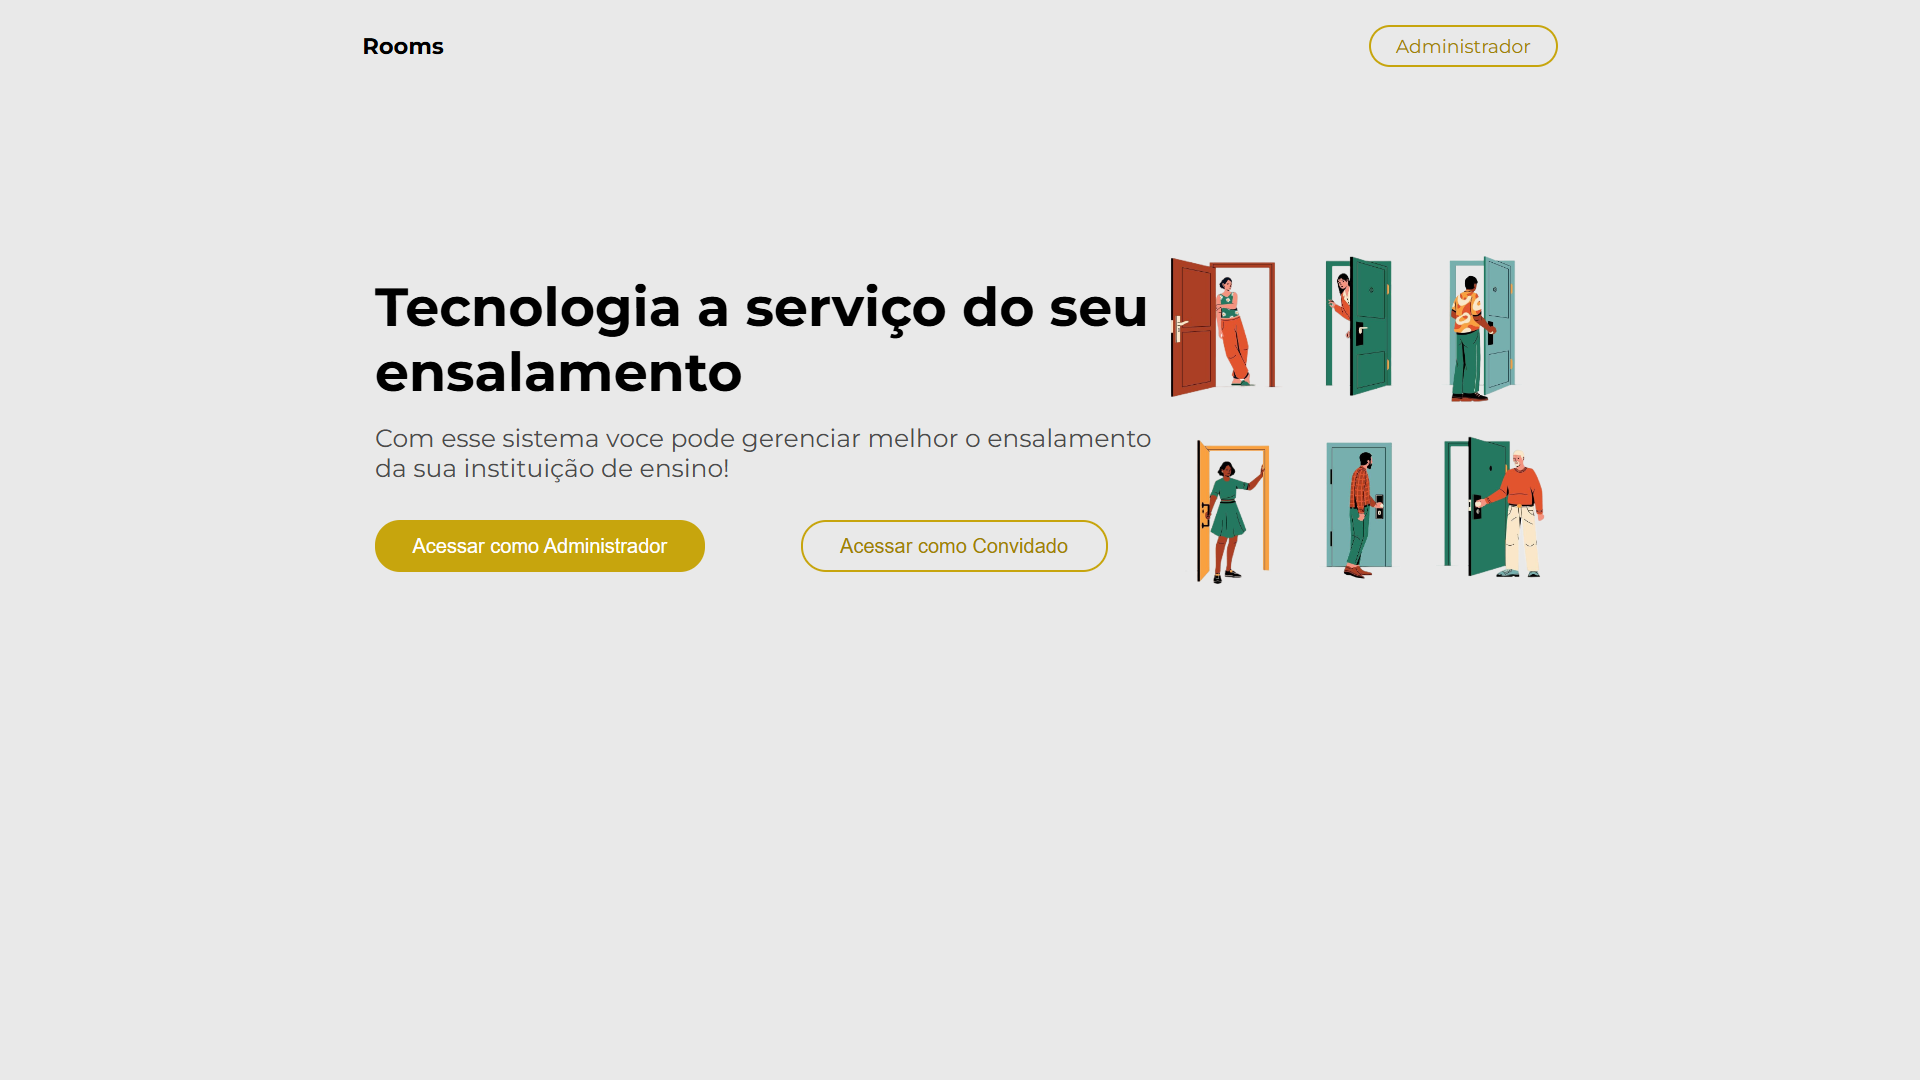 Rooms
Administrador
Tecnologia a serviço do seu
ensalamento
Com esse sistema voce pode gerenciar melhor o ensalamento
da sua instituição de ensino!
Acessar como Administrador
Acessar como Convidado